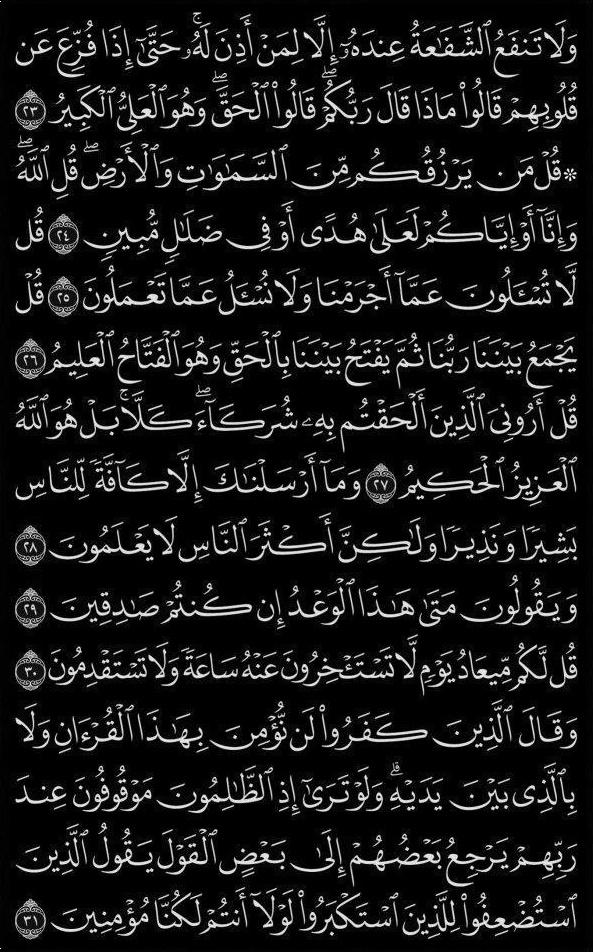 وَلَا تَنفَعُ ٱلشَّفَٰعَةُ عِندَهُۥٓ إِلَّا لِمَنْ أَذِنَ لَهُۥۚ حَتَّىٰٓ إِذَا فُزِّعَ عَن
قُلُوبِهِمْ قَالُوا۟ مَاذَا قَالَ رَبُّكُمْۖ قَالُوا۟ ٱلْحَقَّۖ وَهُوَ ٱلْعَلِىُّ ٱلْكَبِيرُ ٢٣
۞ قُلْ مَن يَرْزُقُكُم مِّنَ ٱلسَّمَٰوَٰتِ وَٱلْأَرْضِۖ قُلِ ٱللَّهُۖ
وَإِنَّآ أَوْ إِيَّاكُمْ لَعَلَىٰ هُدًى أَوْ فِى ضَلَٰلٍ مُّبِينٍ ٢٤ قُل
لَّا تُسْـَٔلُونَ عَمَّآ أَجْرَمْنَا وَلَا نُسْـَٔلُ عَمَّا تَعْمَلُونَ ٢٥ قُلْ
يَجْمَعُ بَيْنَنَا رَبُّنَا ثُمَّ يَفْتَحُ بَيْنَنَا بِٱلْحَقِّ وَهُوَ ٱلْفَتَّاحُ ٱلْعَلِيمُ ٢٦
قُلْ أَرُونِىَ ٱلَّذِينَ أَلْحَقْتُم بِهِۦ شُرَكَآءَۖ كَلَّاۚ بَلْ هُوَ ٱللَّهُ
ٱلْعَزِيزُ ٱلْحَكِيمُ ٢٧ وَمَآ أَرْسَلْنَٰكَ إِلَّا كَآفَّةً لِّلنَّاسِ
بَشِيرًا وَنَذِيرًا وَلَٰكِنَّ أَكْثَرَ ٱلنَّاسِ لَا يَعْلَمُونَ ٢٨
وَيَقُولُونَ مَتَىٰ هَٰذَا ٱلْوَعْدُ إِن كُنتُمْ صَٰدِقِينَ ٢٩
قُل لَّكُم مِّيعَادُ يَوْمٍ لَّا تَسْتَـْٔخِرُونَ عَنْهُ سَاعَةً وَلَا تَسْتَقْدِمُونَ ٣٠
وَقَالَ ٱلَّذِينَ كَفَرُوا۟ لَن نُّؤْمِنَ بِهَٰذَا ٱلْقُرْءَانِ وَلَا
بِٱلَّذِى بَيْنَ يَدَيْهِۗ وَلَوْ تَرَىٰٓ إِذِ ٱلظَّٰلِمُونَ مَوْقُوفُونَ عِندَ
رَبِّهِمْ يَرْجِعُ بَعْضُهُمْ إِلَىٰ بَعْضٍ ٱلْقَوْلَ يَقُولُ ٱلَّذِينَ
ٱسْتُضْعِفُوا۟ لِلَّذِينَ ٱسْتَكْبَرُوا۟ لَوْلَآ أَنتُمْ لَكُنَّا مُؤْمِنِينَ ٣١